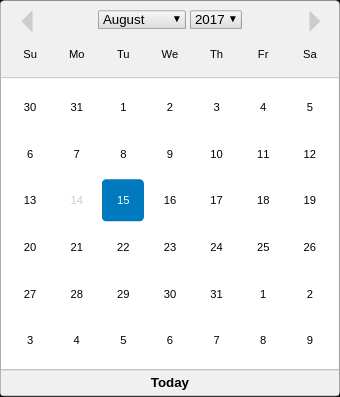 August 2017
Su Mo Tu We Th Fr Sa
30 31 1 2 3 4 5
6 7 8 9 10 11 12
13 14 15 16 17 18 19
20 21 22 23 24 25 26
27 28 29 30 31 1 2
3 4 5 6 7 8 9
Today